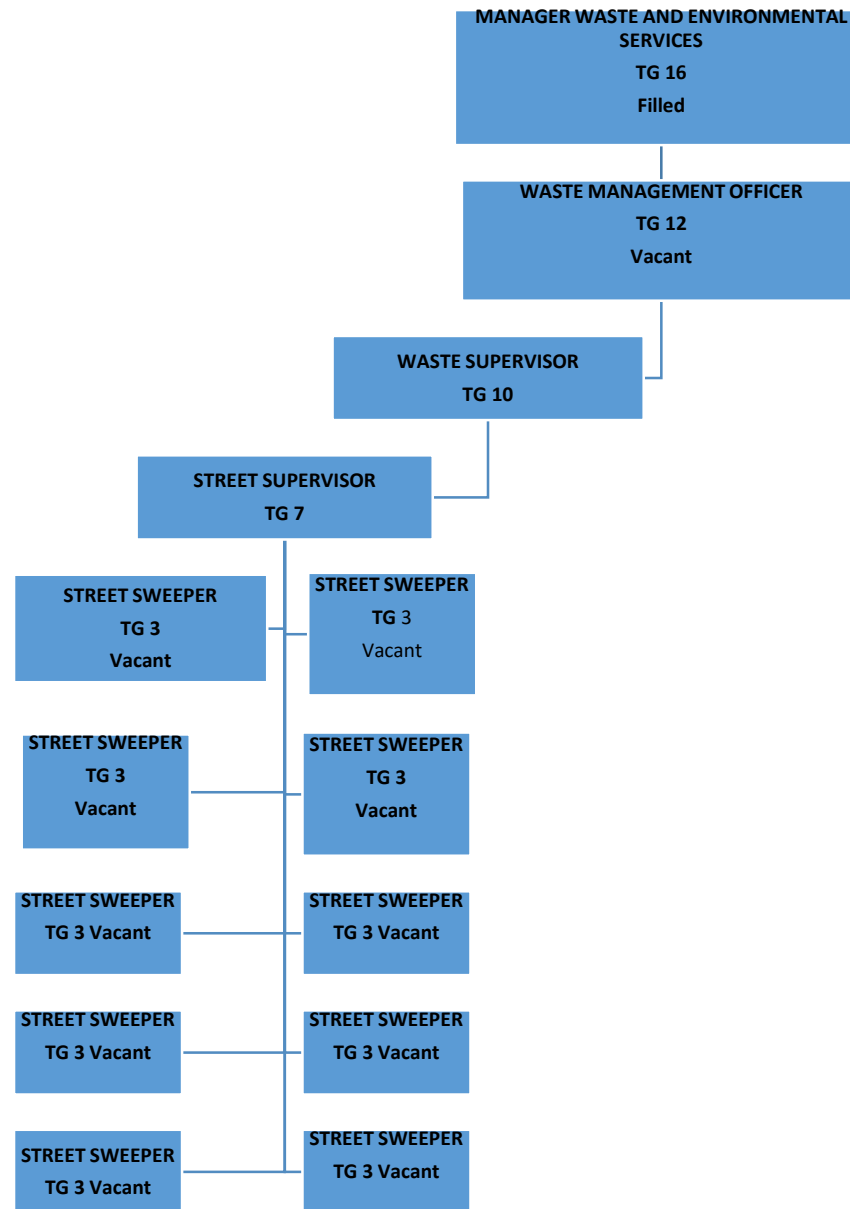 MANAGER WASTE AND ENVIRONMENTAL
SERVICES
TG 16
Filled
WASTE MANAGEMENT OFFICER
TG 12
Vacant
WASTE SUPERVISOR
TG 10
STREET SUPERVISOR
TG 7
STREET SWEEPER
TG 3
Vacant
STREET SWEEPER
TG 3
Vacant
STREET SWEEPER
TG 3
Vacant
STREET SWEEPER
TG 3
Vacant
STREET SWEEPER
TG 3 Vacant
STREET SWEEPER
TG 3 Vacant
STREET SWEEPER
TG 3 Vacant
STREET SWEEPER
TG 3 Vacant
STREET SWEEPER
TG 3 Vacant
STREET SWEEPER
TG 3 Vacant